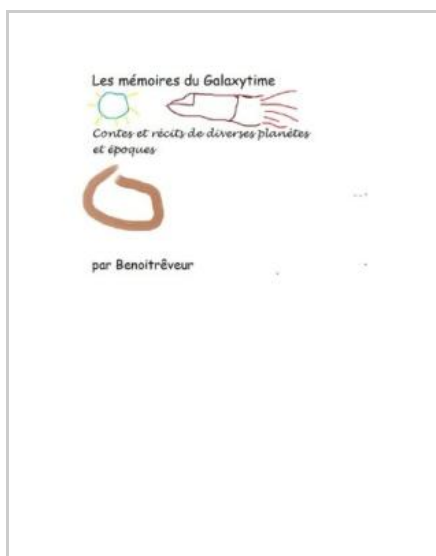 Les mémoires du Galaxytime
Contes et récits de diverses planètes
et époques
par Benoitrêveur